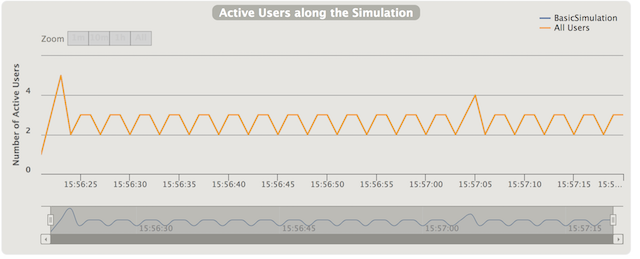 Active Users along the Simulation
BasicSimulation
All Users
Zoom
Number of Active Users
4
2
0
15:56:25 15:56:30 15:56:35 15:56:40 15:56:45 15:56:50 15:56:55 15:57:00 15:57:05 15:57:10 15:57:15 15:5...
15:56:30 15:56:45 15:57:00 15:57:15